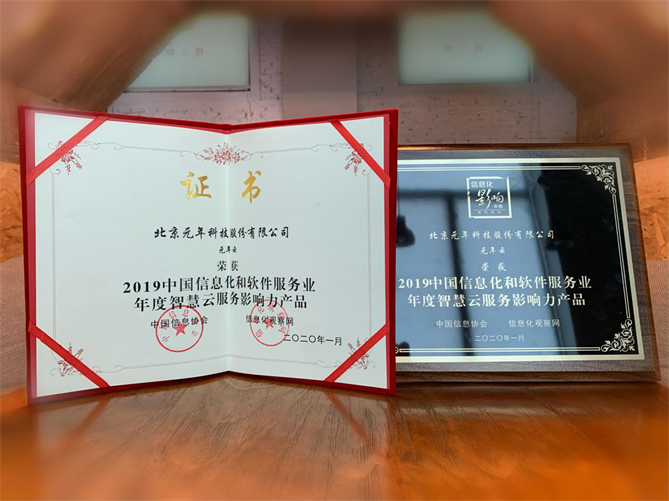 证书
北京元年科技股份有限公司
元年云
荣获
2019中国信息化和软件服务业
年度智慧云服务影响力产品
中国信息协会 信息化观察网
二〇二〇年一月
信息化
影响
中国
北京元年科技股份有限公司
元年云
荣获
2019中国信息化和软件服务业
年度智慧云服务影响力产品
中国信息协会 信息化观察网
二〇二〇年一月